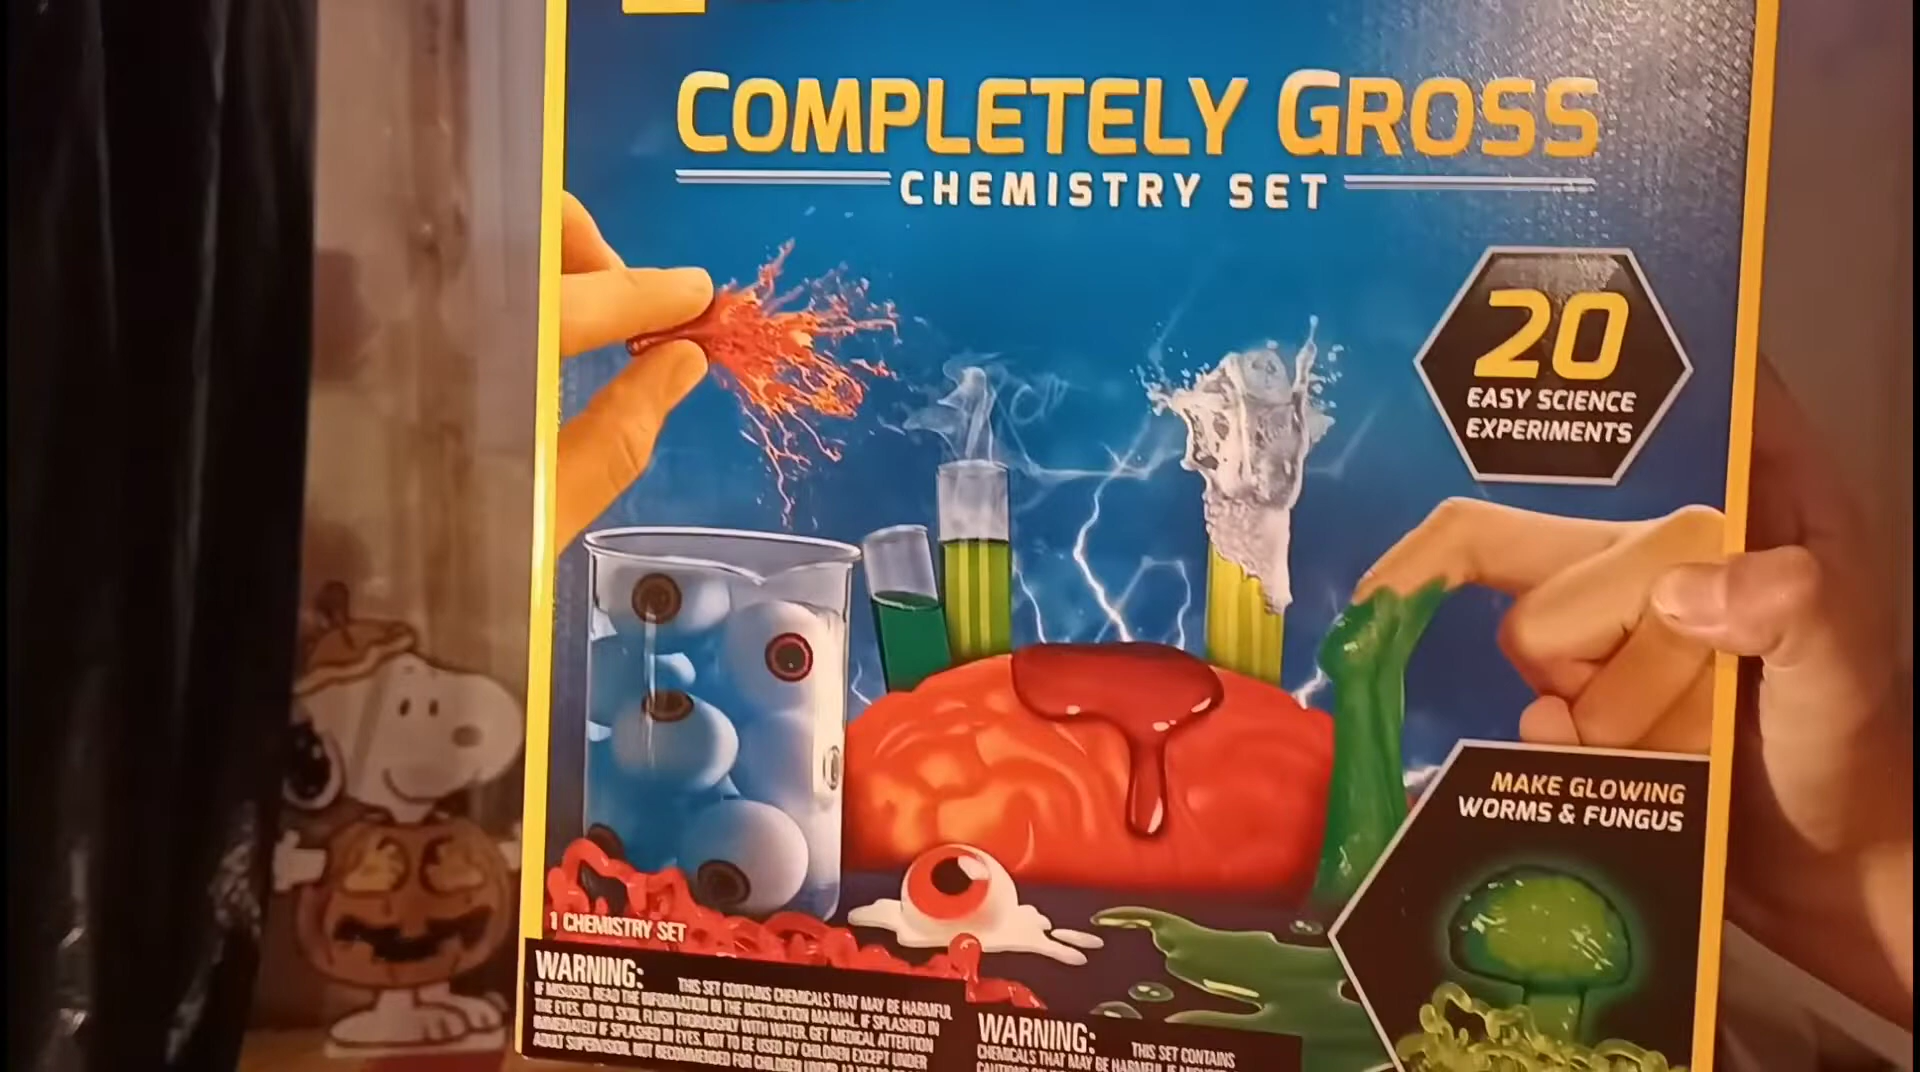 COMPLETELY GROSS
CHEMISTRY SET
20
EASY SCIENCE
EXPERIMENTS
MAKE GLOWING
WORMS & FUNGUS
1 CHEMISTRY SET
WARNING: THIS SET CONTAINS CHEMICALS THAT MAY BE HARMFUL
IF MISUSED. READ THE INFORMATION IN THE INSTRUCTION MANUAL. IF SPLASHED IN
THE EYES, OR ON SKIN, FLUSH THOROUGHLY WITH WATER. GET MEDICAL ATTENTION
IMMEDIATELY IF SPLASHED IN EYES. NOT TO BE USED BY CHILDREN EXCEPT UNDER
ADULT SUPERVISION. NOT RECOMMENDED FOR CHILDREN UNDER 12 YEARS
WARNING: THIS SET CONTAINS
CHEMICALS THAT MAY BE HARMFUL IF